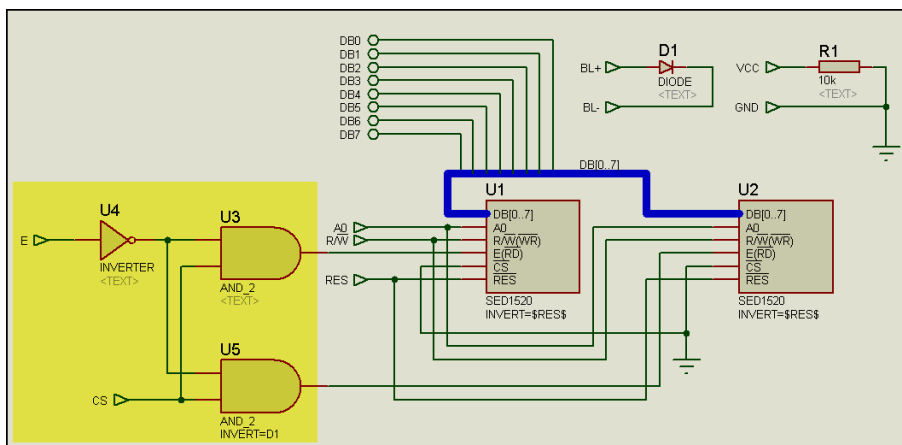 DB0
DB1
DB2
DB3
DB4
DB5
DB6
DB7
BL+
BL-
D1
DIODE
<TEXT>
VCC
GND
R1
10k
<TEXT>
DB[0..7]
E
U4
INVERTER
<TEXT>
U3
AND_2
<TEXT>
U5
AND_2
INVERT=D1
CS
A0
R/W
RES
U1
DB[0..7]
A0
R/W(WR)
E(RD)
CS
RES
SED1520
INVERT=$RES$
U2
DB[0..7]
A0
R/W(WR)
E(RD)
CS
RES
SED1520
INVERT=$RES$